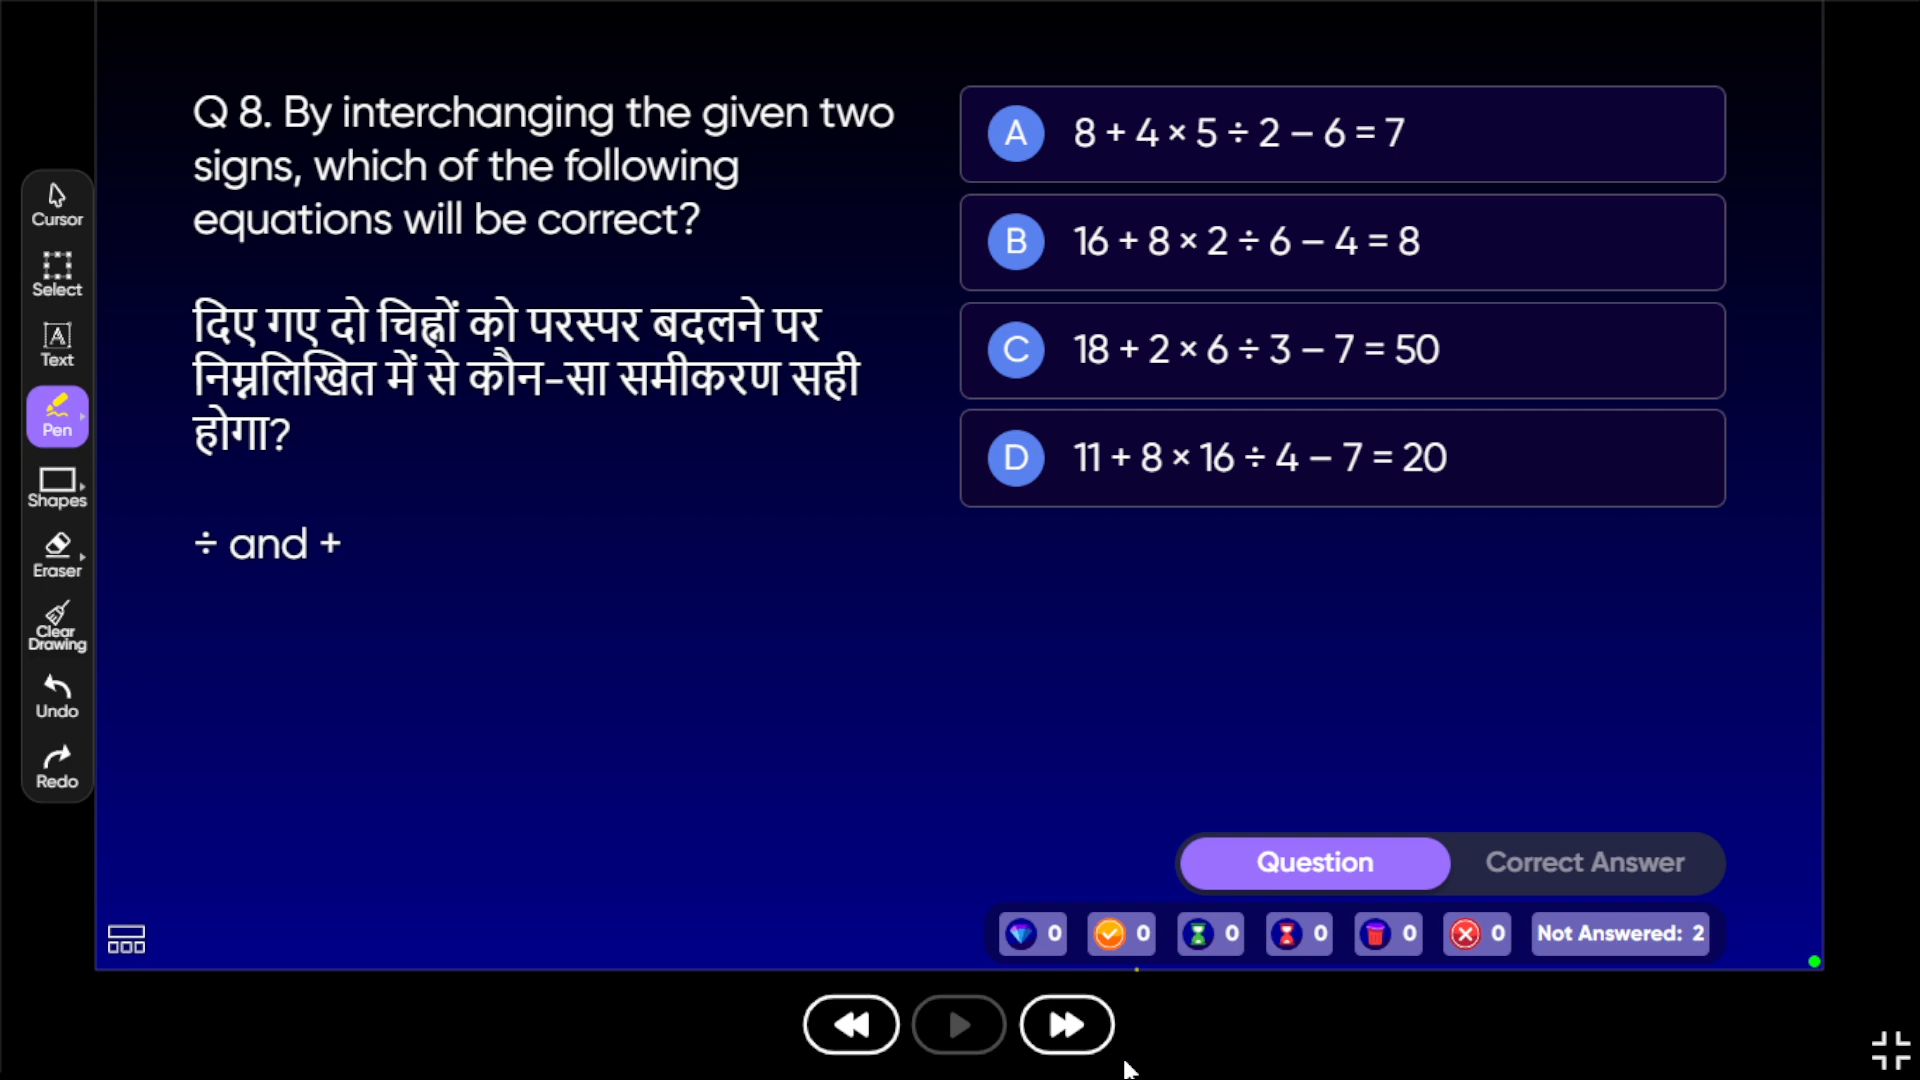 Q 8. By interchanging the given two
signs, which of the following
equations will be correct?
दिए गए दो चिह्नों को परस्पर बदलने पर
निम्नलिखित में से कौन-सा समीकरण सही
होगा?
÷ and +
A 8 + 4 × 5 ÷ 2 – 6 = 7
B 16 + 8 × 2 ÷ 6 – 4 = 8
C 18 + 2 × 6 ÷ 3 – 7 = 50
D 11 + 8 × 16 ÷ 4 – 7 = 20
Cursor
Select
A
Text
Pen
Shapes
Eraser
Clear
Drawing
Undo
Redo
Question Correct Answer
0 0 0 0 0 0 Not Answered: 2